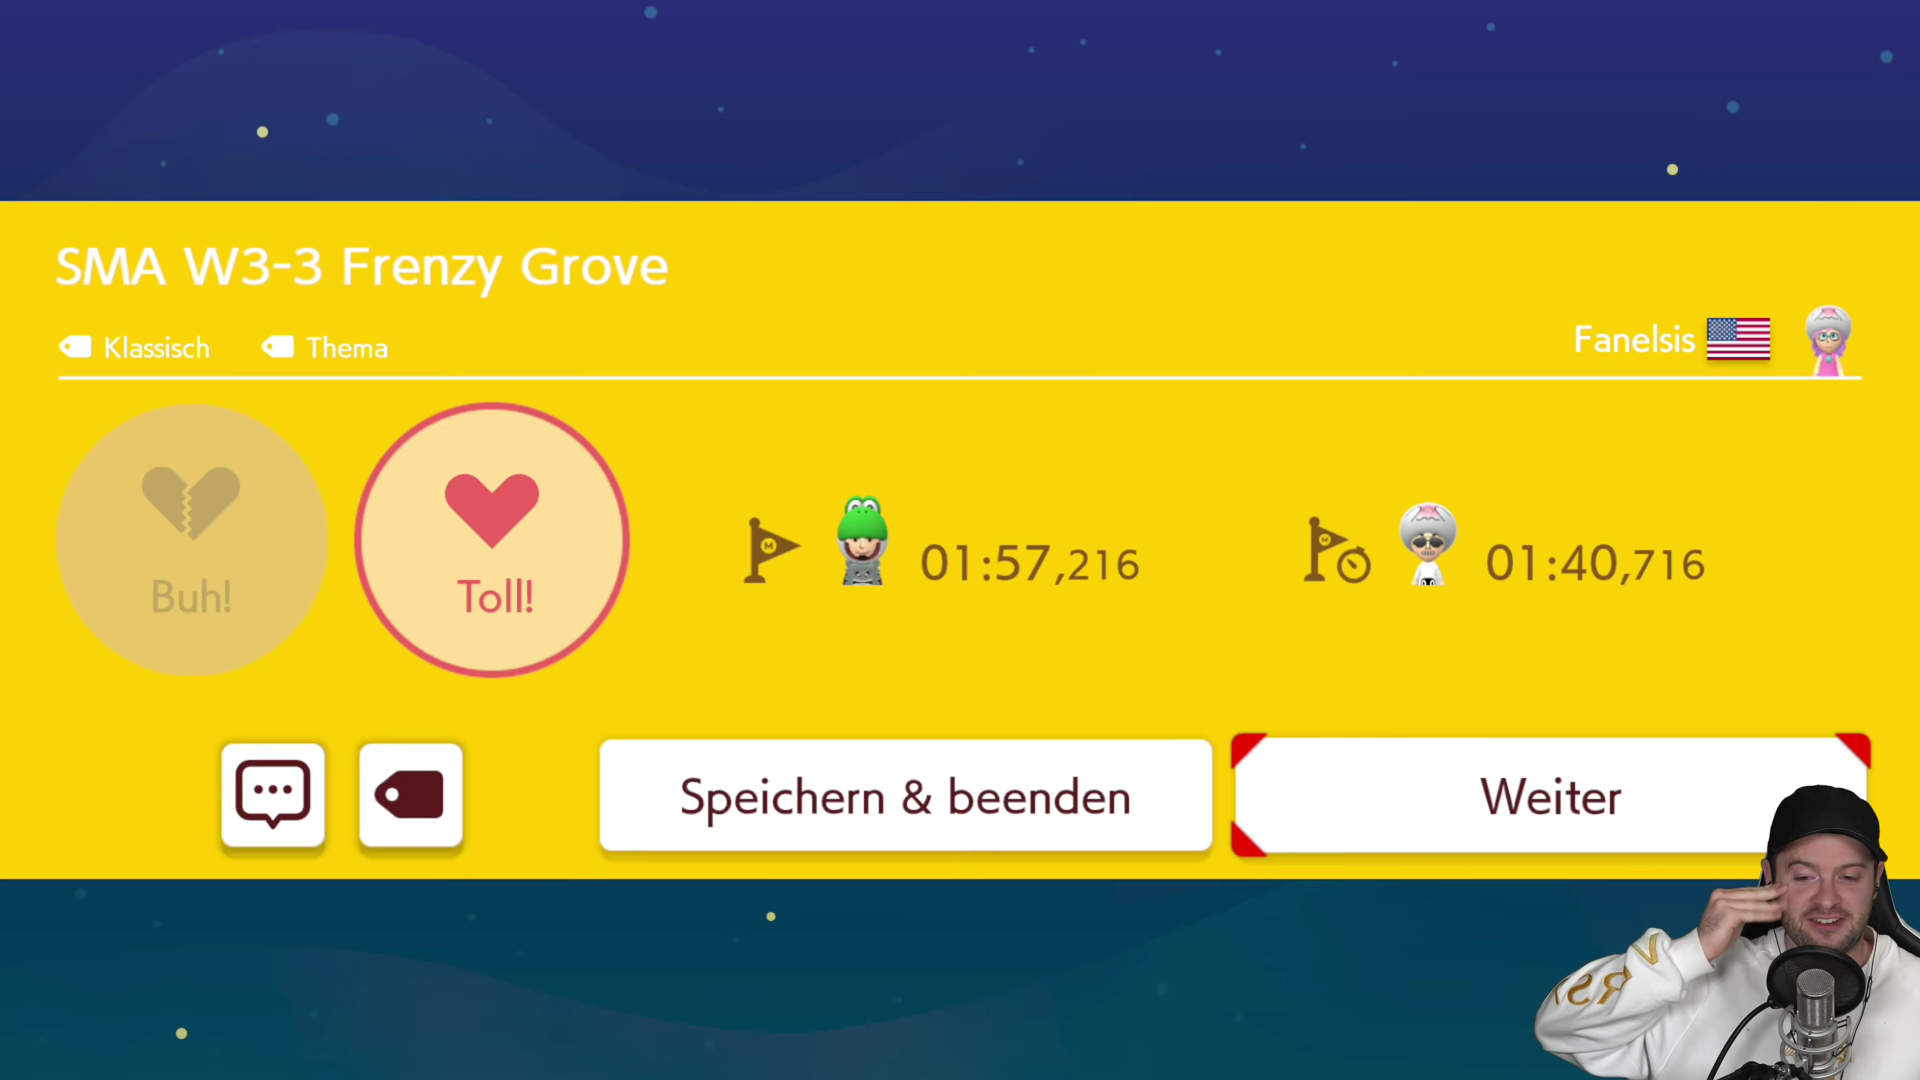 SMA W3-3 Frenzy Grove
Klassisch Thema
Fanelsis
Buh!
Toll!
M 01:57,216
M 01:40,716
Speichern & beenden
Weiter